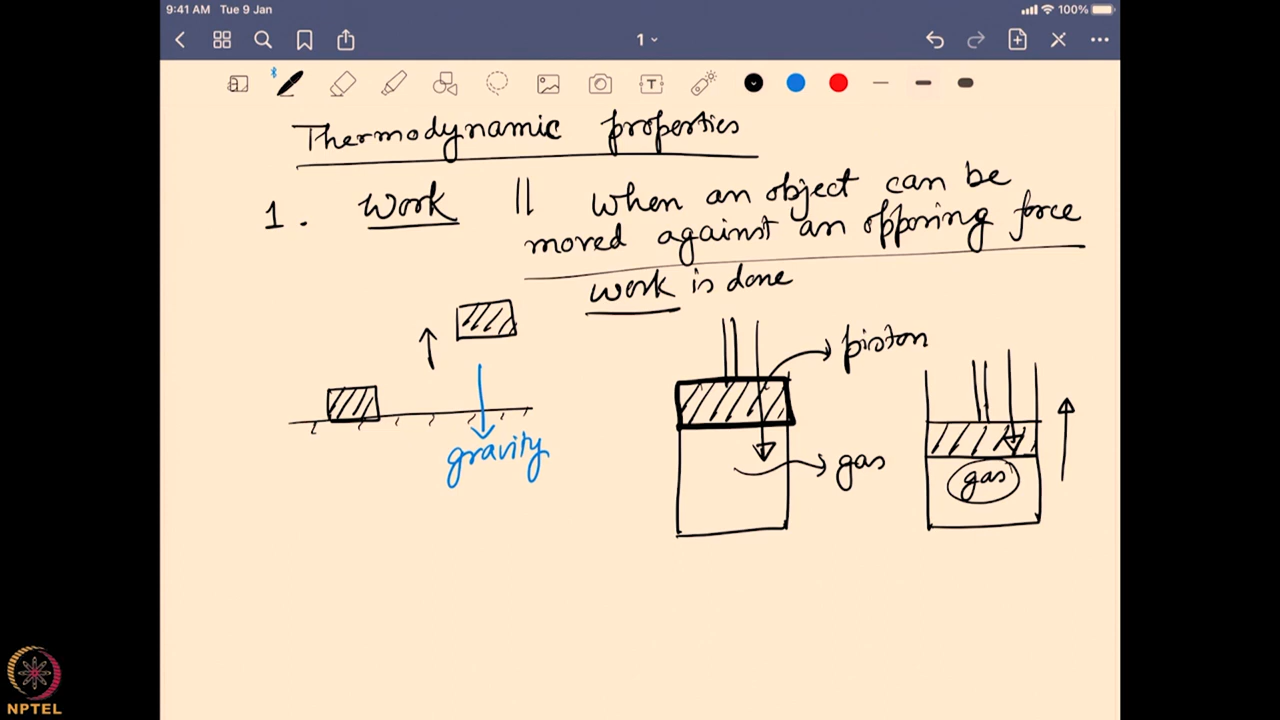 9:41 AM Tue 9 Jan
100%
1
T
Thermodynamic properties
1. Work || when an object can be
moved against an opposing force
work is done
piston
gravity
gas
gas
NPTEL